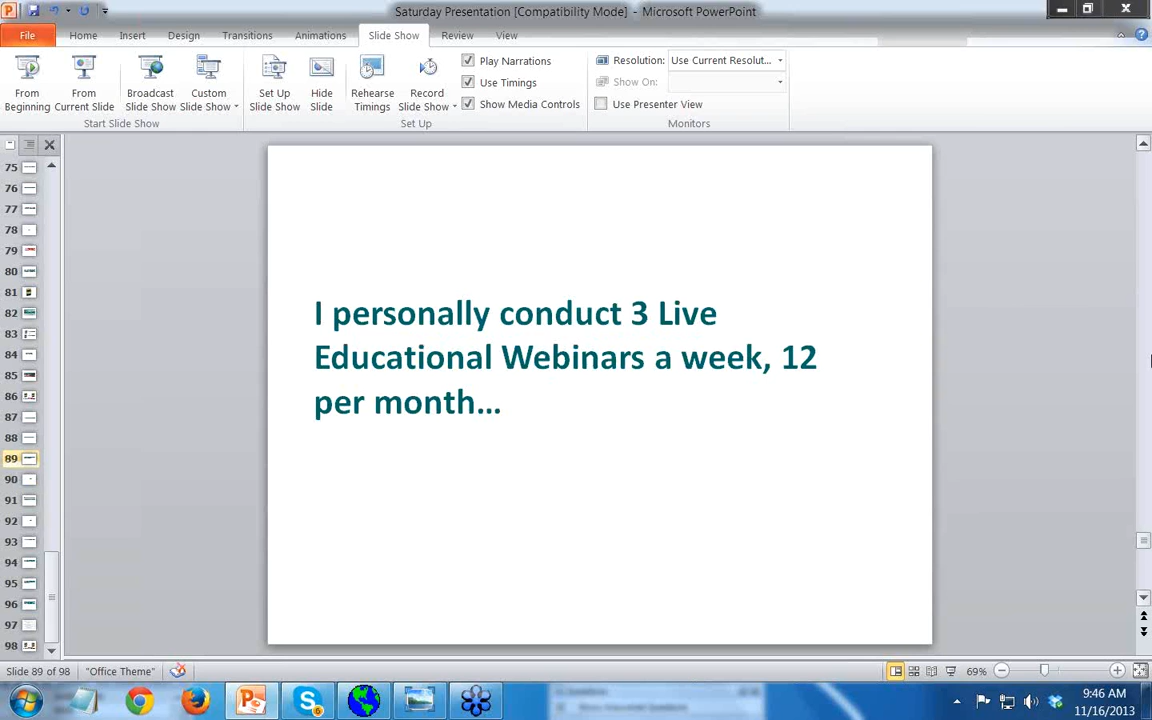 Saturday Presentation [Compatibility Mode] - Microsoft PowerPoint
File Home Insert Design Transitions Animations Slide Show Review View
From Beginning
From Current Slide
Broadcast Slide Show
Custom Slide Show
Start Slide Show
Set Up Slide Show
Hide Slide
Rehearse Timings
Record Slide Show
Play Narrations
Use Timings
Show Media Controls
Set Up
Resolution: Use Current Resolut...
Show On:
Use Presenter View
Monitors
75
76
77
78
79
80
81
82
83
84
85
86
87
88
89
90
91
92
93
94
95
96
97
98
I personally conduct 3 Live
Educational Webinars a week, 12
per month...
Slide 89 of 98 "Office Theme" 69%
9:46 AM
11/16/2013